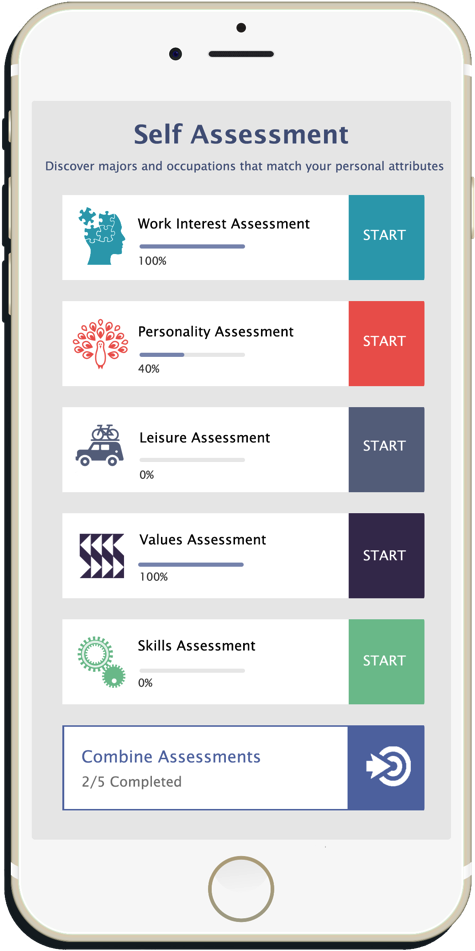 Self Assessment
Discover majors and occupations that match your personal attributes
Work Interest Assessment
100%
START
Personality Assessment
40%
START
Leisure Assessment
0%
START
Values Assessment
100%
START
Skills Assessment
0%
START
Combine Assessments
2/5 Completed